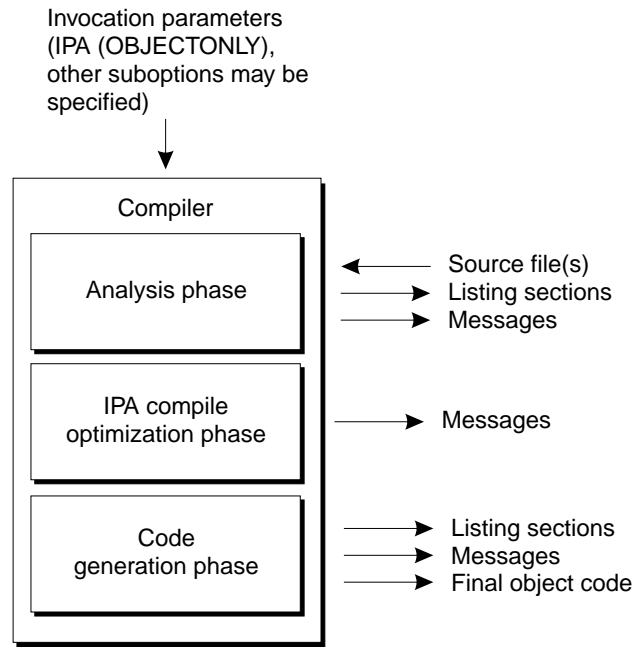 Invocation parameters
(IPA (OBJECTONLY),
other suboptions may be
specified)
Compiler
Analysis phase
Source file(s)
Listing sections
Messages
IPA compile
optimization phase
Messages
Code
generation phase
Listing sections
Messages
Final object code